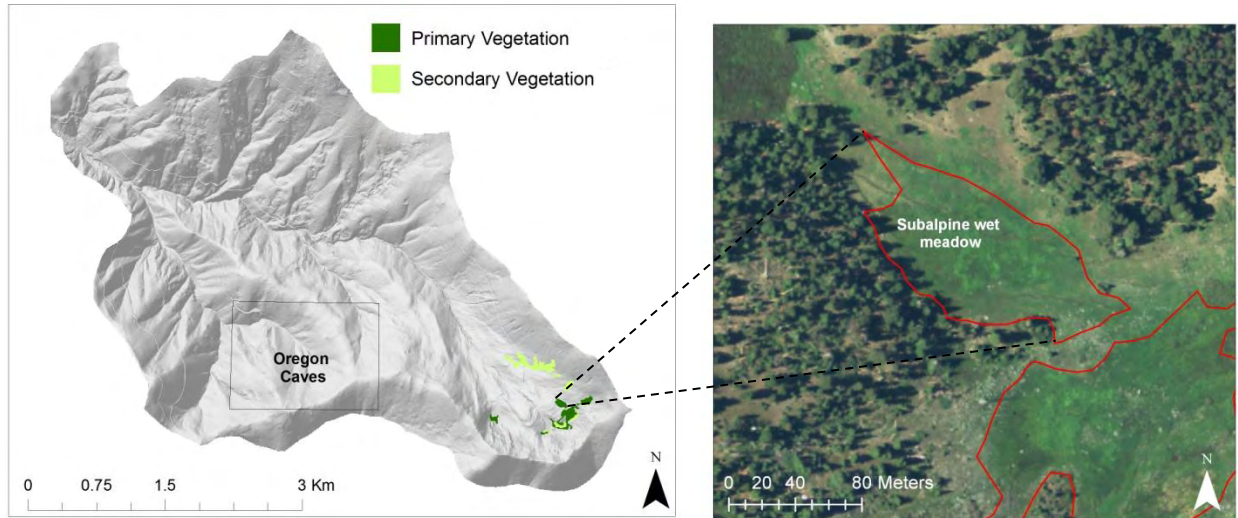 Primary Vegetation
Secondary Vegetation
Oregon
Caves
0 0.75 1.5 3 Km
N
Subalpine wet
meadow
0 20 40 80 Meters
N